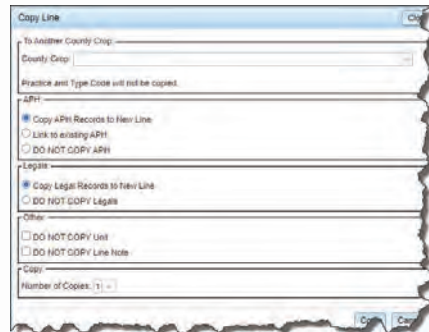 Copy Line
To Another County Crop
County Crop:
Practice and Type Code will not be copied.
APH
Copy APH Records to New Line
Link to existing APH
DO NOT COPY APH
Legals
Copy Legal Records to New Line
DO NOT COPY Legals
Other
DO NOT COPY Unit
DO NOT COPY Line Note
Copy
Number of Copies: 1